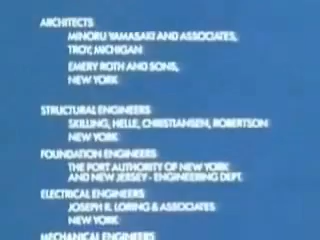 ARCHITECTS
MINORU YAMASAKI AND ASSOCIATES,
TROY, MICHIGAN
EMERY ROTH AND SONS,
NEW YORK
STRUCTURAL ENGINEERS
SKILLING, HELLE, CHRISTIANSEN, ROBERTSON
NEW YORK
FOUNDATION ENGINEERS
THE PORT AUTHORITY OF NEW YORK
AND NEW JERSEY - ENGINEERING DEPT.
ELECTRICAL ENGINEERS
JOSEPH R. LORING & ASSOCIATES
NEW YORK
MECHANICAL ENGINEERS